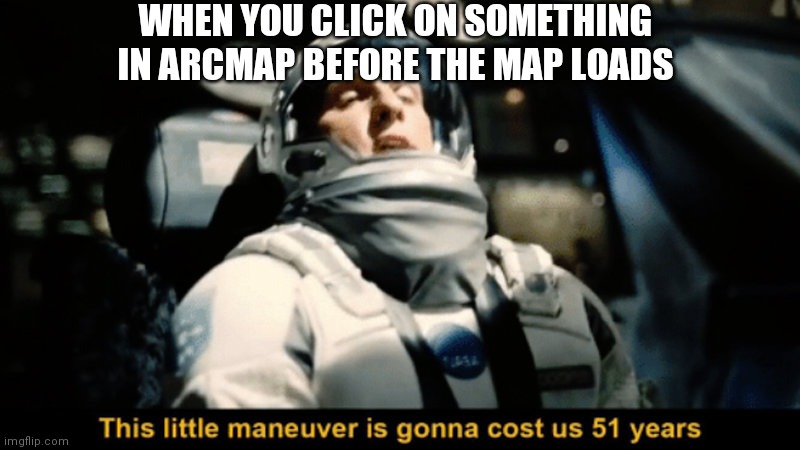 WHEN YOU CLICK ON SOMETHING
IN ARCMAP BEFORE THE MAP LOADS
NASA
This little maneuver is gonna cost us 51 years
imgflip.com